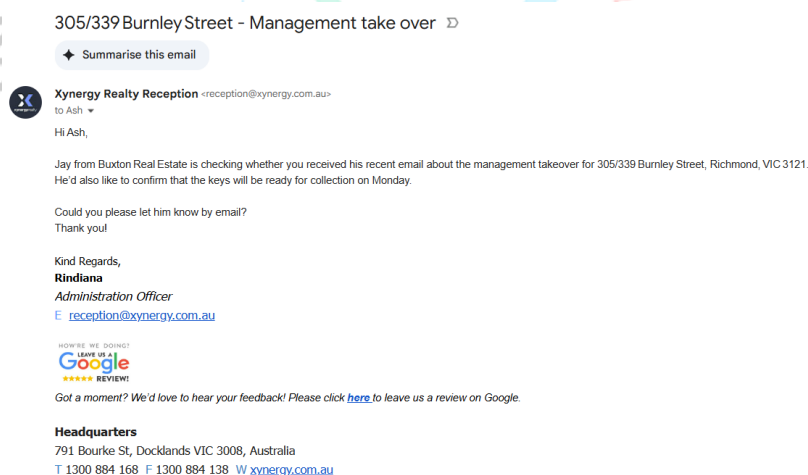 305/339 Burnley Street - Management take over
Summarise this email
Xynergy Realty Reception <reception@xynergy.com.au>
to Ash
Hi Ash,
Jay from Buxton Real Estate is checking whether you received his recent email about the management takeover for 305/339 Burnley Street, Richmond, VIC 3121.
He'd also like to confirm that the keys will be ready for collection on Monday.
Could you please let him know by email?
Thank you!
Kind Regards,
Rindiana
Administration Officer
E reception@xynergy.com.au
HOW'RE WE DOING?
LEAVE US A
Google
REVIEW!
Got a moment? We'd love to hear your feedback! Please click here to leave us a review on Google.
Headquarters
791 Bourke St, Docklands VIC 3008, Australia
T 1300 884 168 F 1300 884 138 W xynergy.com.au